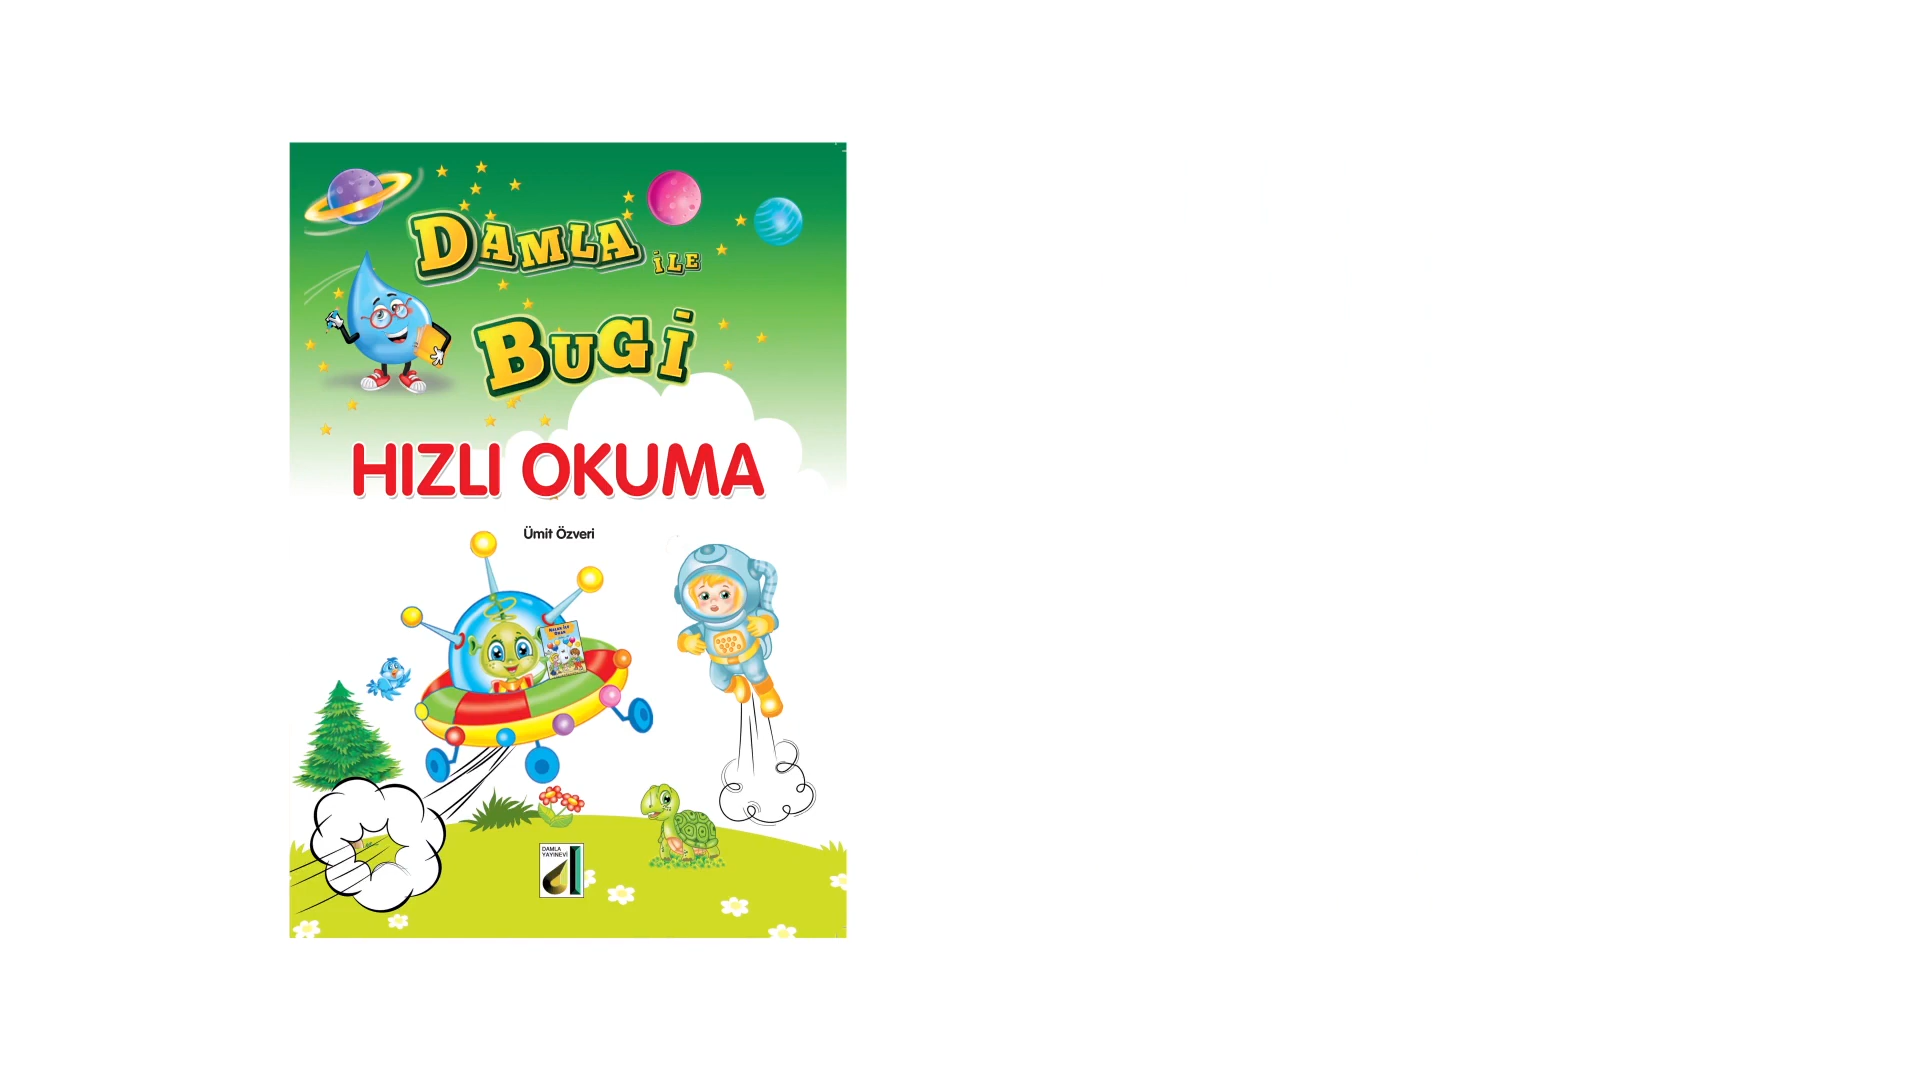 DAMLA İLE
BUGİ
HIZLI OKUMA
Ümit Özveri
DAMLA
YAYINEVİ